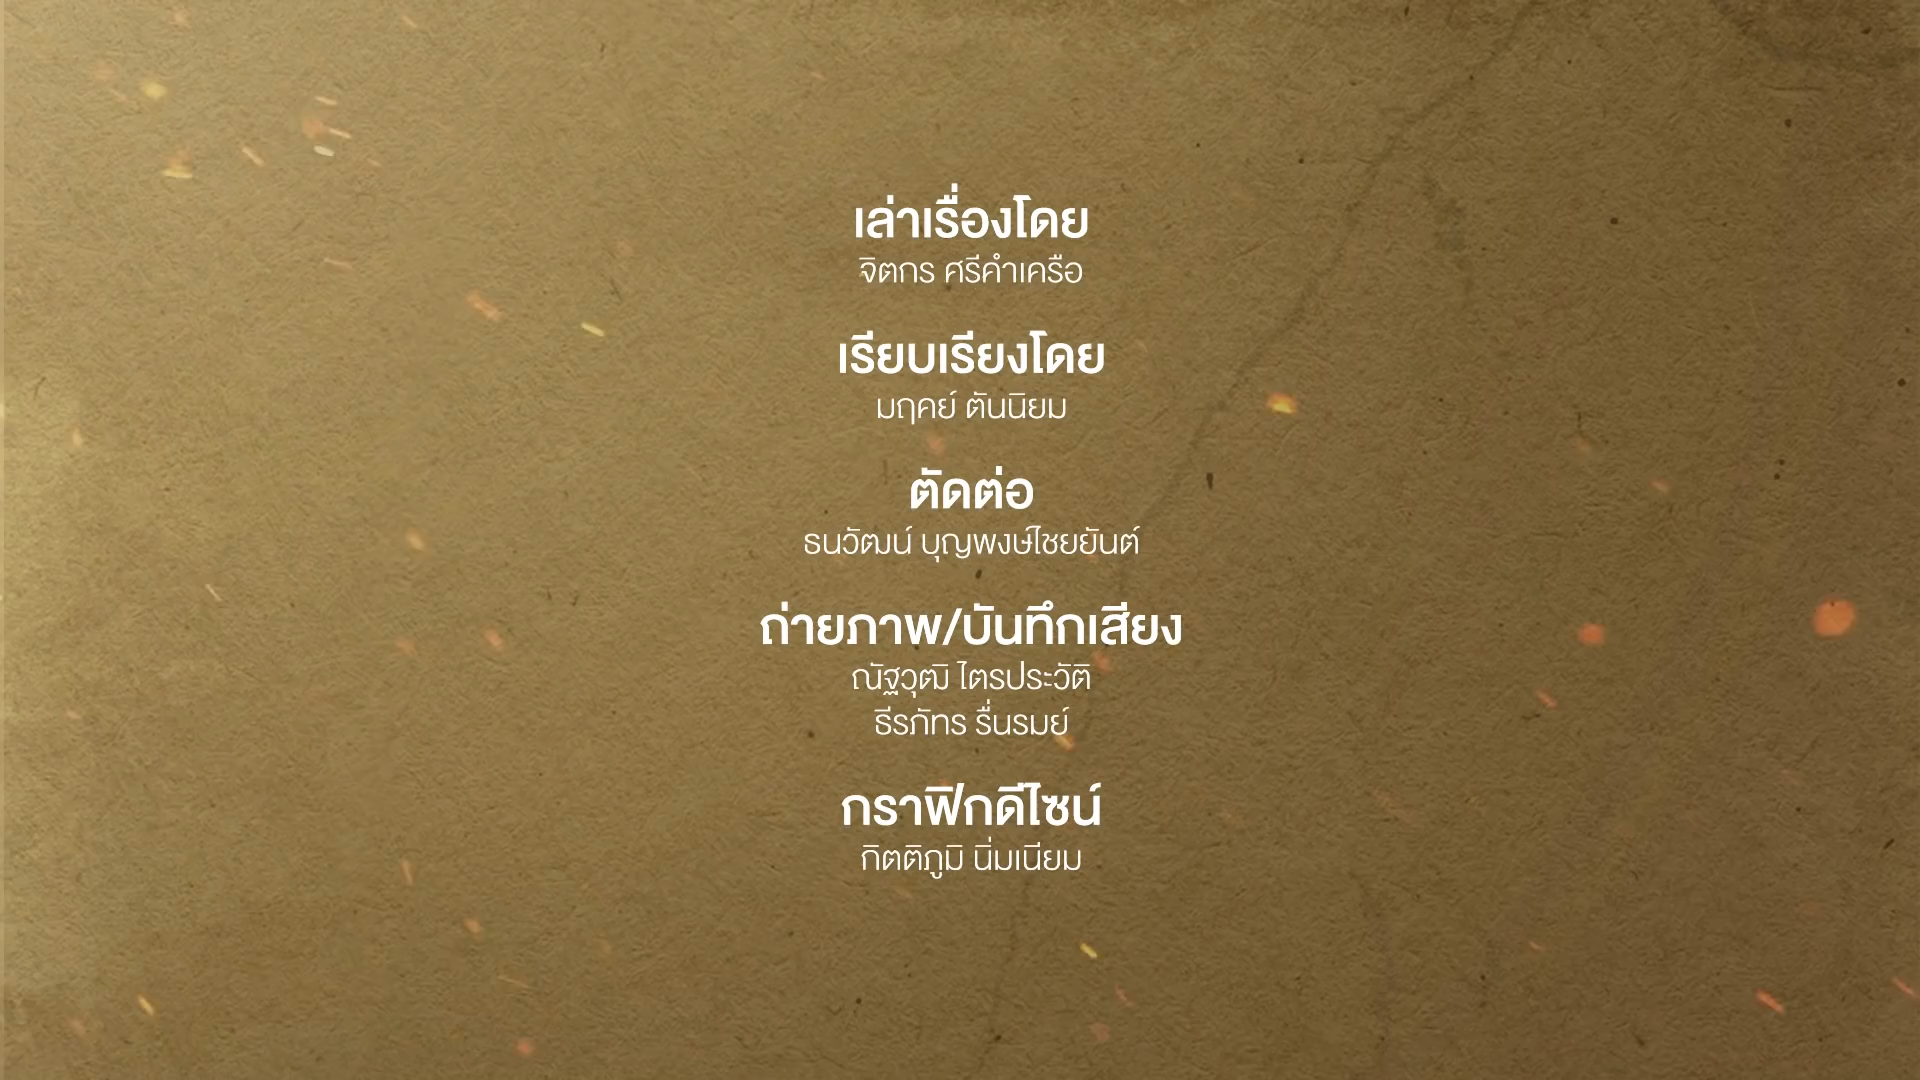 เล่าเรื่องโดย
จิตกร ศรีคำเครือ
เรียบเรียงโดย
มฤคย์ ตันนิยม
ตัดต่อ
ธนวัฒน์ บุญพงษ์ไชยยันต์
ถ่ายภาพ/บันทึกเสียง
ณัฐวุฒิ ไตรประวัติ
ธีรภัทร รื่นรมย์
กราฟิกดีไซน์
กิตติภูมิ นิ่มเนียม